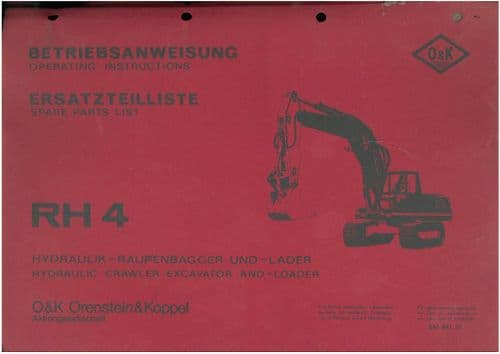 BETRIEBSANWEISUNG
OPERATING INSTRUCTIONS
O&K
ERSATZTEILLISTE
SPARE PARTS LIST
RH 4
HYDRAULIK-RAUPENBAGGER UND-LADER
HYDRAULIC CRAWLER EXCAVATOR AND-LOADER
O&K Orenstein&Koppel
Aktiengesellschaft